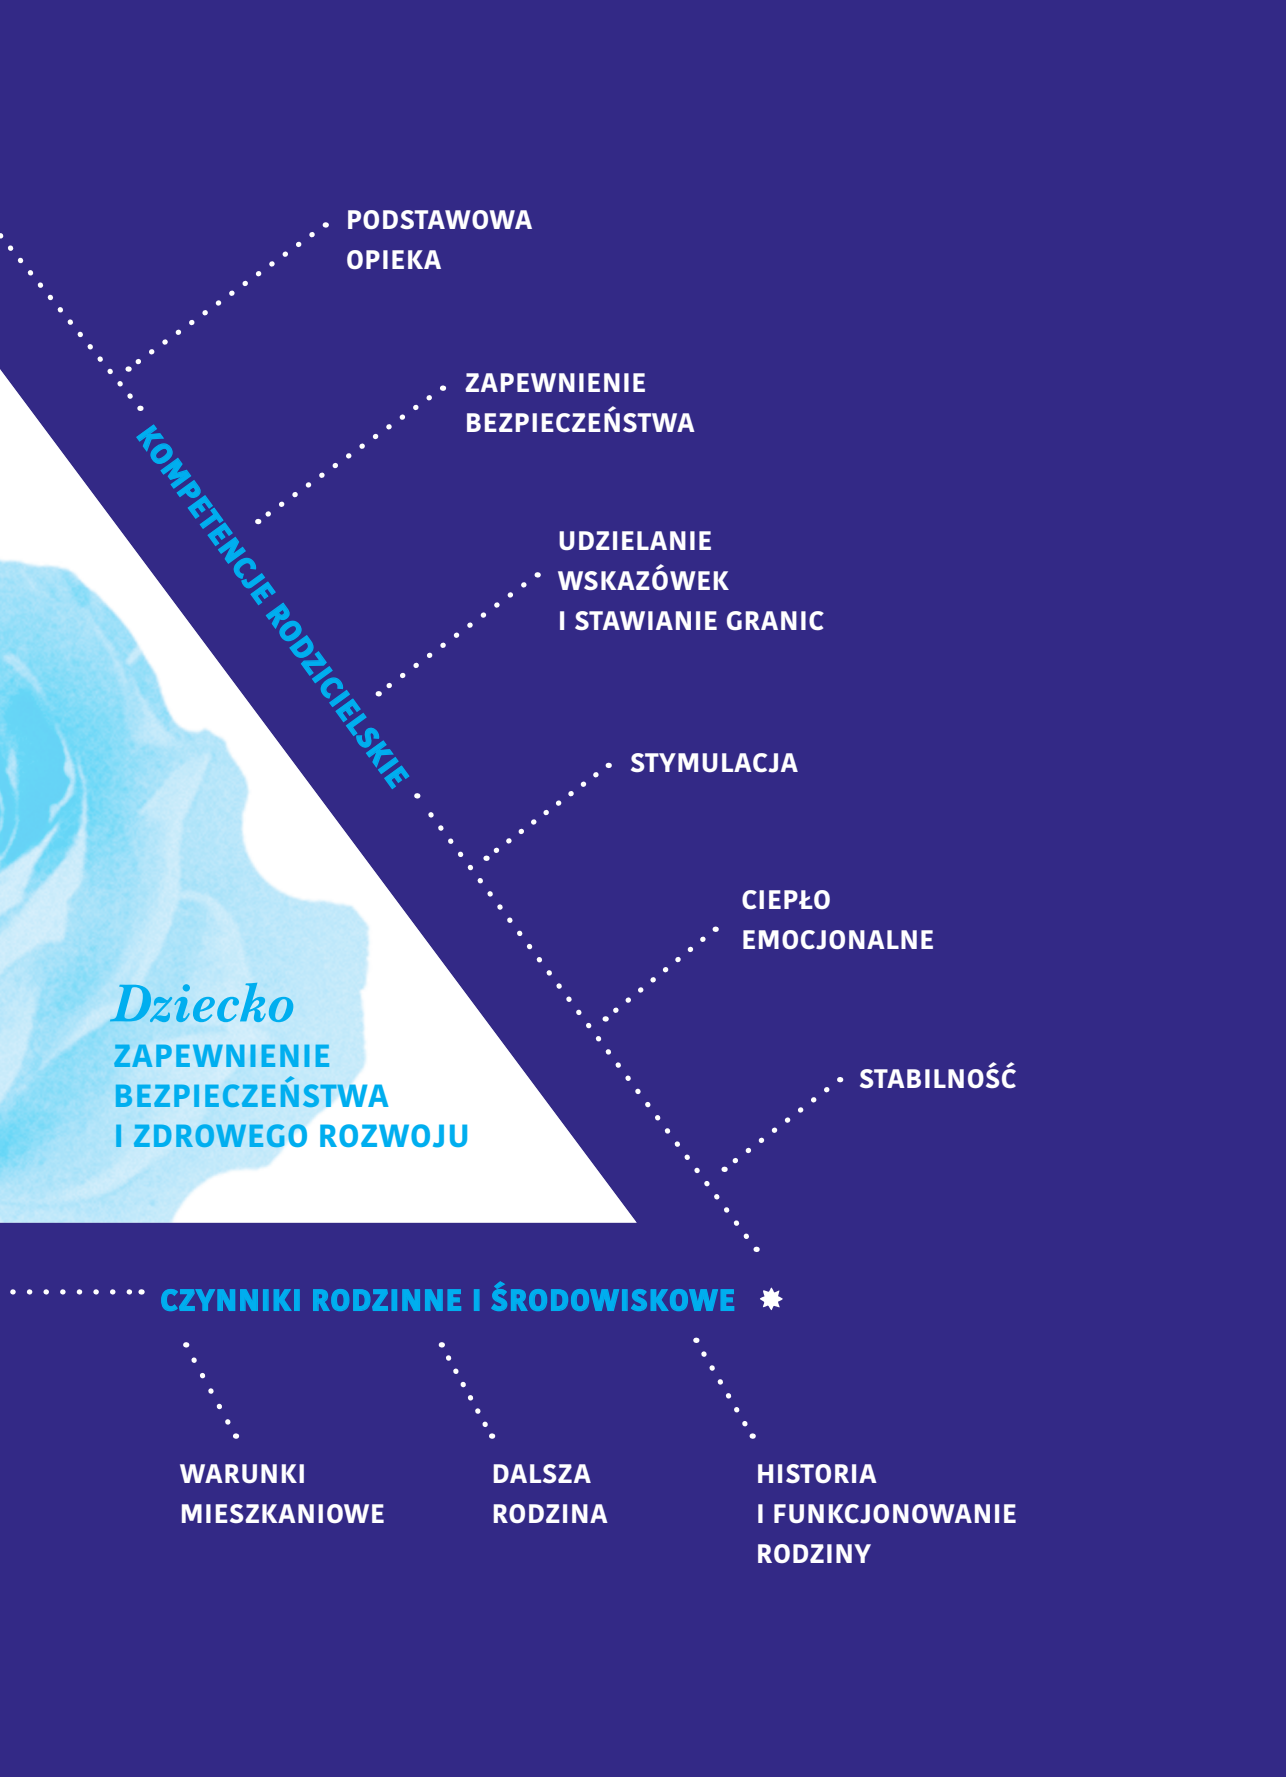 PODSTAWOWA
OPIEKA
ZAPEWNIENIE
BEZPIECZEŃSTWA
KOMPETENCJE RODZICIELSKIE
UDZIELANIE
WSKAZÓWEK
I STAWIANIE GRANIC
STYMULACJA
CIEPŁO
EMOCJONALNE
Dziecko
ZAPEWNIENIE
BEZPIECZEŃSTWA
I ZDROWEGO ROZWOJU
STABILNOŚĆ
CZYNNIKI RODZINNE I ŚRODOWISKOWE
WARUNKI
MIESZKANIOWE
DALSZA
RODZINA
HISTORIA
I FUNKCJONOWANIE
RODZINY